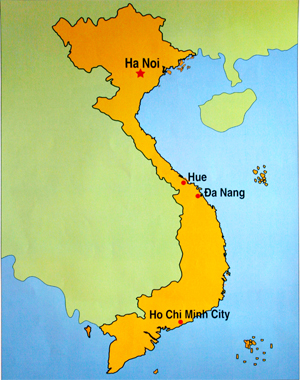 Ha Noi
Hue
Đa Nang
Ho Chi Minh City